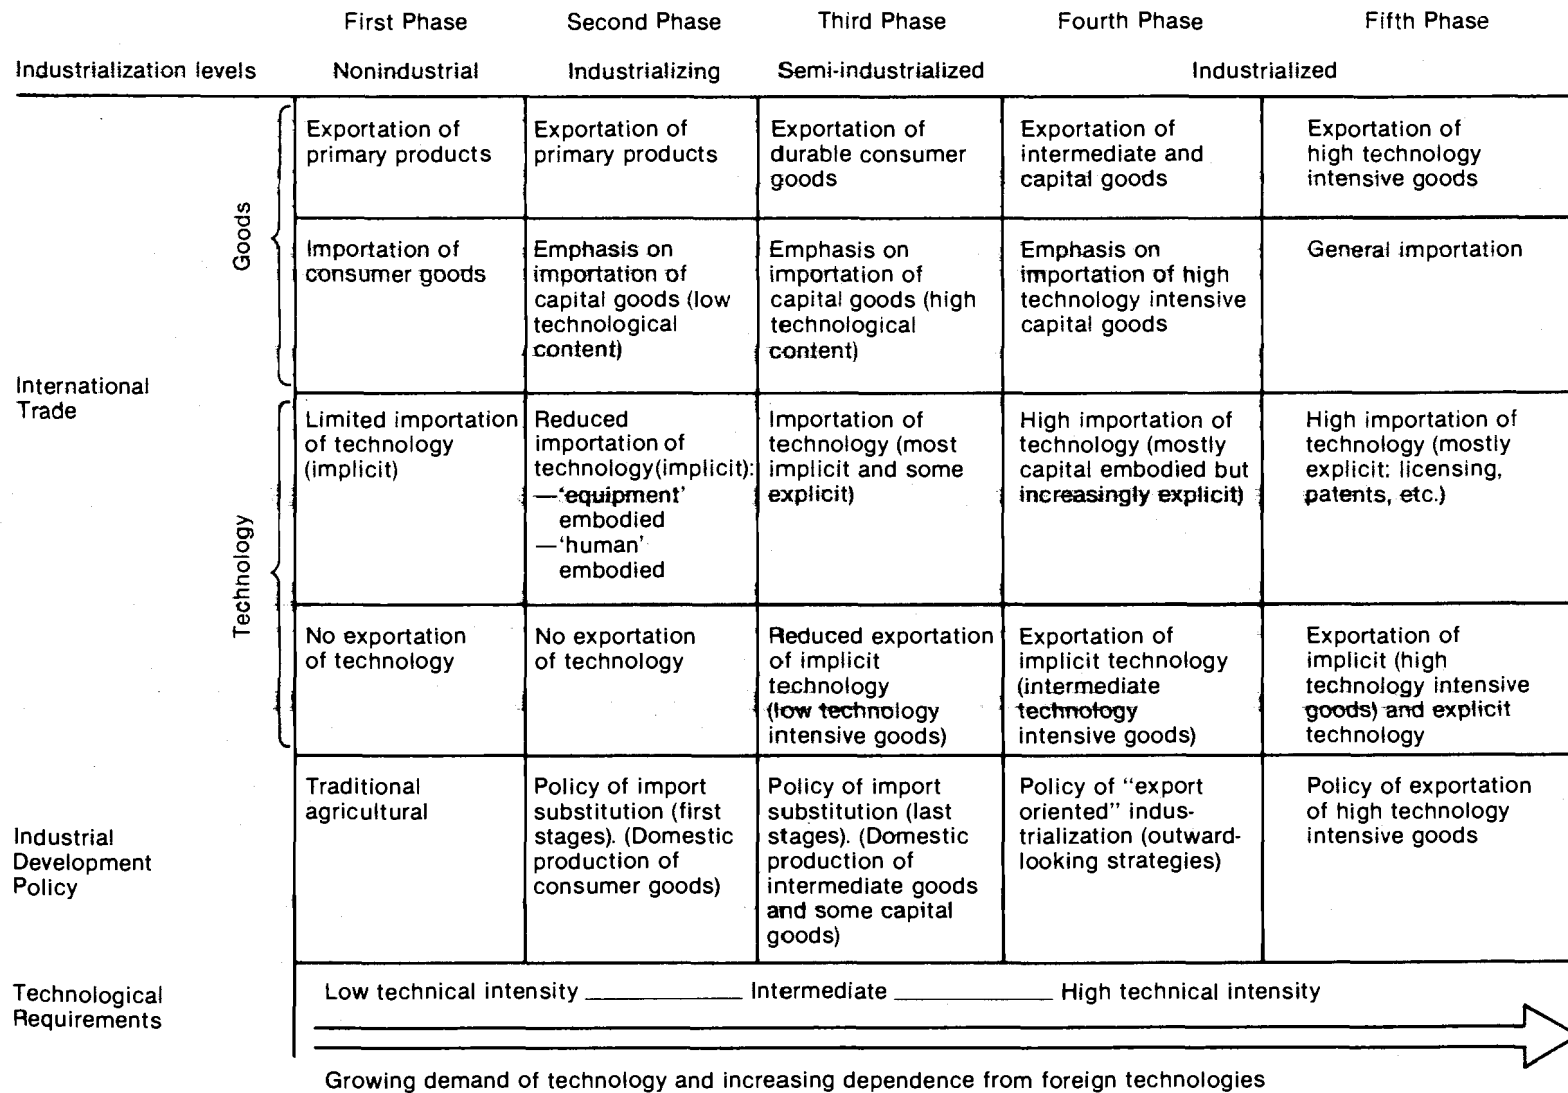 First Phase Second Phase Third Phase Fourth Phase Fifth Phase
Industrialization levels Nonindustrial Industrializing Semi-industrialized Industrialized
International
Trade
Goods
Exportation of
primary products
Exportation of
primary products
Exportation of
durable consumer
goods
Exportation of
intermediate and
capital goods
Exportation of
high technology
intensive goods
Importation of
consumer goods
Emphasis on
importation of
capital goods (low
technological
content)
Emphasis on
importation of
capital goods (high
technological
content)
Emphasis on
importation of high
technology intensive
capital goods
General importation
Technology
Limited importation
of technology
(implicit)
Reduced
importation of
technology(implicit):
—‘equipment’
embodied
—‘human’
embodied
Importation of
technology (most
implicit and some
explicit)
High importation of
technology (mostly
capital embodied but
increasingly explicit)
High importation of
technology (mostly
explicit: licensing,
patents, etc.)
No exportation
of technology
No exportation
of technology
Reduced exportation
of implicit
technology
(low technology
intensive goods)
Exportation of
implicit technology
(intermediate
technology
intensive goods)
Exportation of
implicit (high
technology intensive
goods) and explicit
technology
Industrial
Development
Policy
Traditional
agricultural
Policy of import
substitution (first
stages). (Domestic
production of
consumer goods)
Policy of import
substitution (last
stages). (Domestic
production of
intermediate goods
and some capital
goods)
Policy of “export
oriented” indus-
trialization (outward-
looking strategies)
Policy of exportation
of high technology
intensive goods
Technological
Requirements
Low technical intensity Intermediate High technical intensity
Growing demand of technology and increasing dependence from foreign technologies